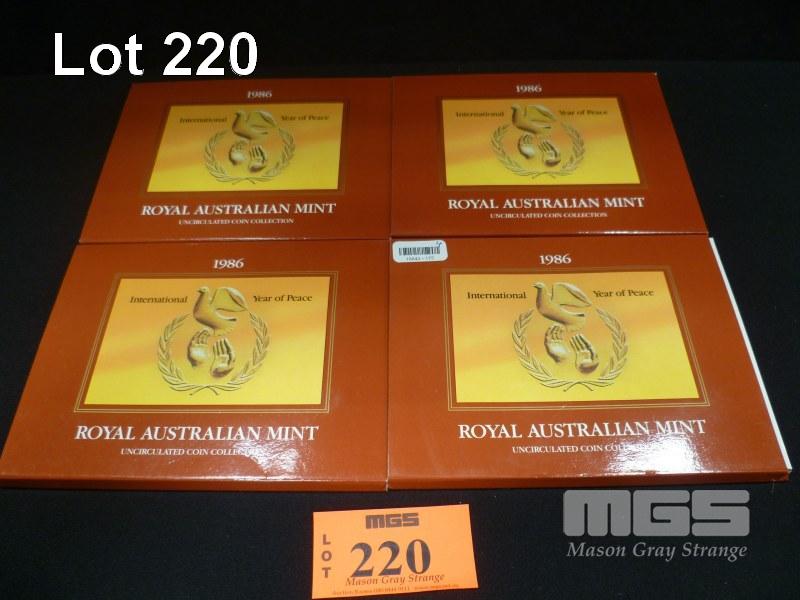 Lot 220
1986
International Year of Peace
ROYAL AUSTRALIAN MINT
UNCIRCULATED COIN COLLECTION
1986
International Year of Peace
ROYAL AUSTRALIAN MINT
UNCIRCULATED COIN COLLECTION
1986
International Year of Peace
ROYAL AUSTRALIAN MINT
UNCIRCULATED COIN
1986
International Year of Peace
ROYAL AUSTRALIAN MINT
UNCIRCULATED COIN
MGS
LOT
220
Mason Gray Strange
MGS
Mason Gray Strange